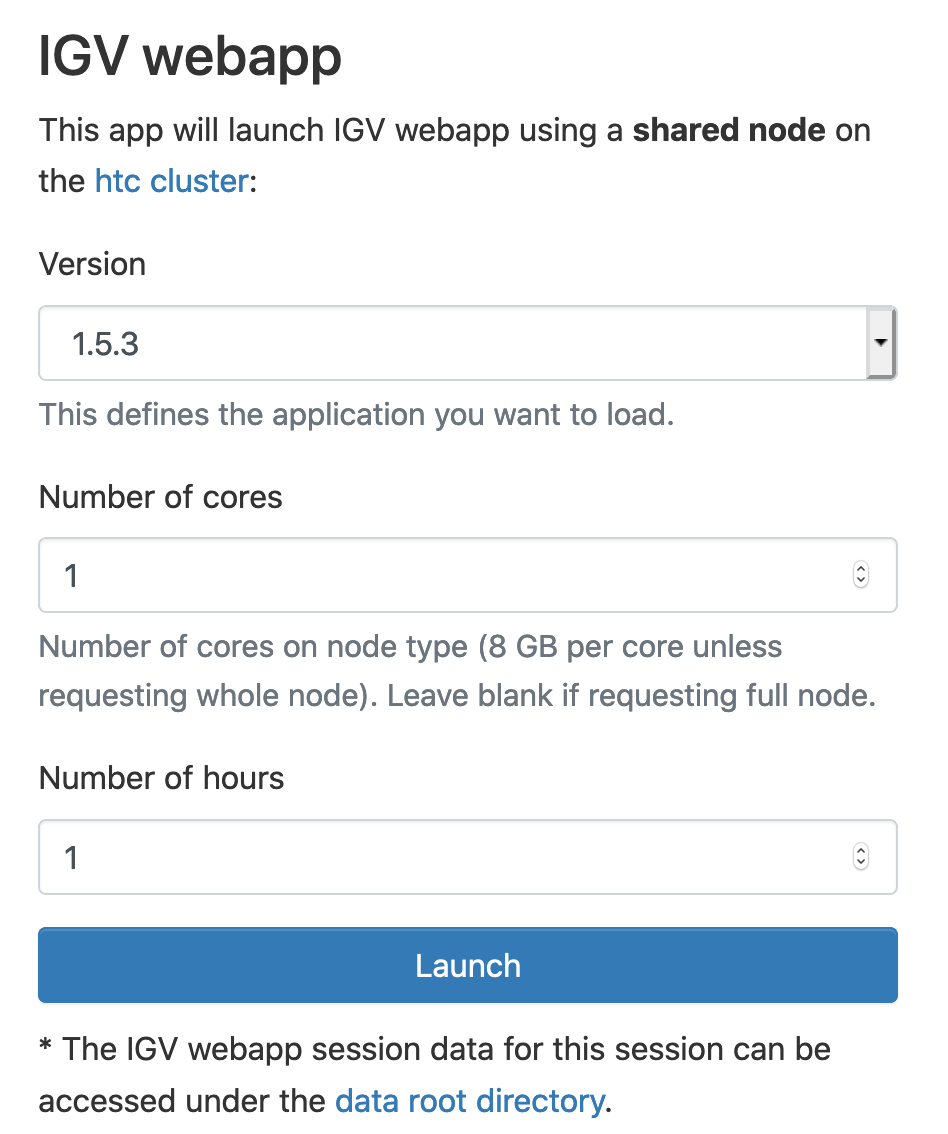 IGV webapp
This app will launch IGV webapp using a shared node on
the htc cluster:
Version
1.5.3
This defines the application you want to load.
Number of cores
1
Number of cores on node type (8 GB per core unless
requesting whole node). Leave blank if requesting full node.
Number of hours
1
Launch
* The IGV webapp session data for this session can be
accessed under the data root directory.